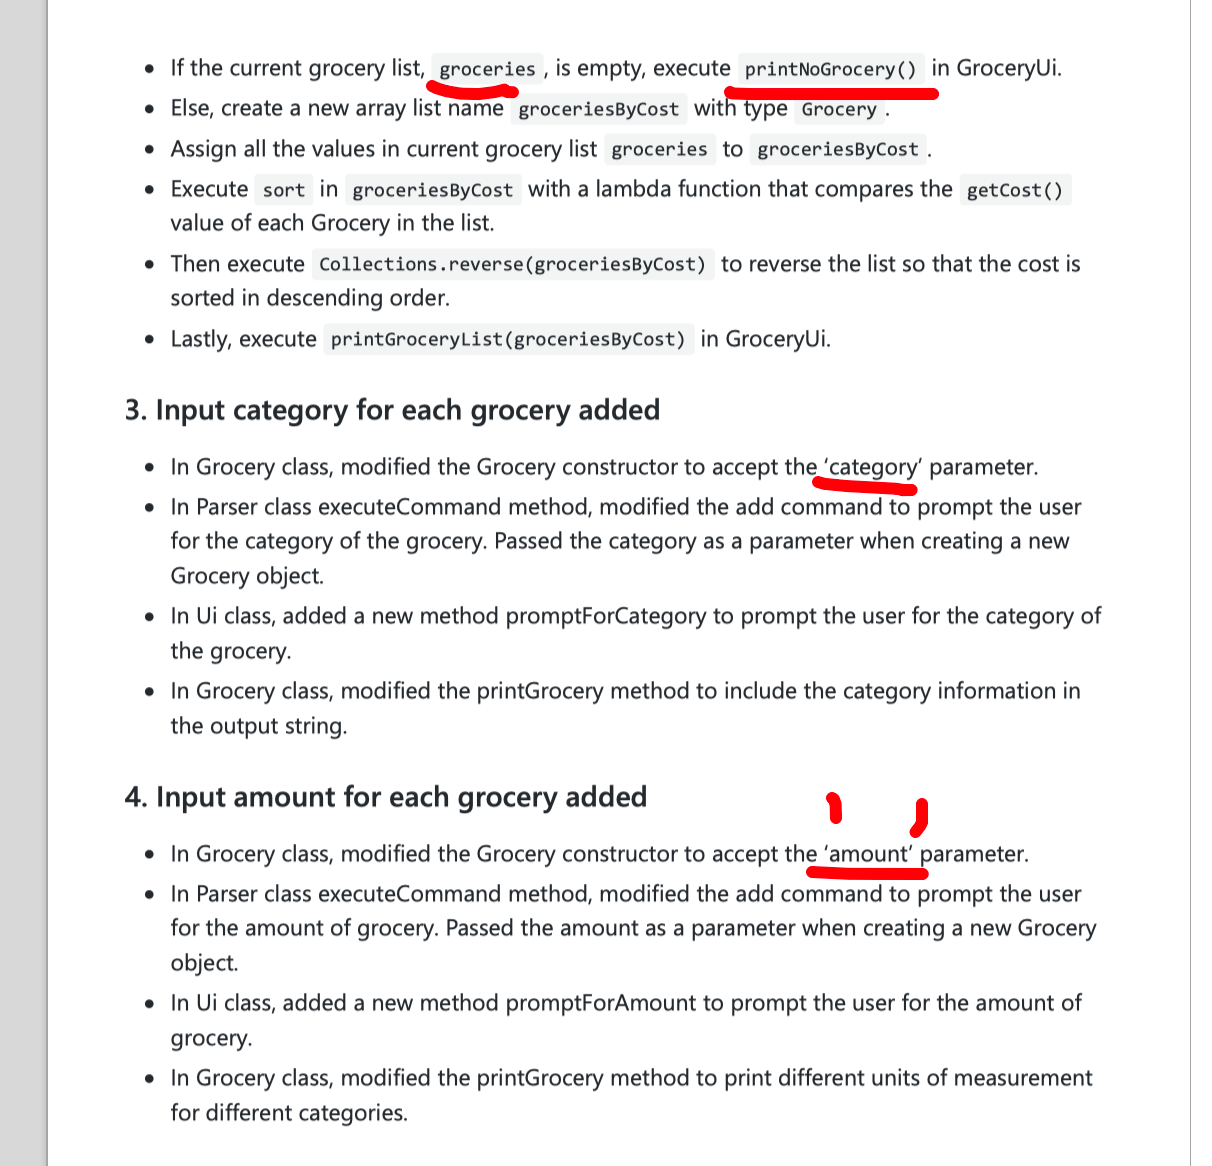 • If the current grocery list, groceries , is empty, execute printNoGrocery() in GroceryUi.
• Else, create a new array list name groceriesByCost with type Grocery .
• Assign all the values in current grocery list groceries to groceriesByCost .
• Execute sort in groceriesByCost with a lambda function that compares the getCost()
value of each Grocery in the list.
• Then execute Collections.reverse(groceriesByCost) to reverse the list so that the cost is
sorted in descending order.
• Lastly, execute printGroceryList(groceriesByCost) in GroceryUi.
3. Input category for each grocery added
• In Grocery class, modified the Grocery constructor to accept the ‘category’ parameter.
• In Parser class executeCommand method, modified the add command to prompt the user
for the category of the grocery. Passed the category as a parameter when creating a new
Grocery object.
• In Ui class, added a new method promptForCategory to prompt the user for the category of
the grocery.
• In Grocery class, modified the printGrocery method to include the category information in
the output string.
4. Input amount for each grocery added
• In Grocery class, modified the Grocery constructor to accept the ‘amount’ parameter.
• In Parser class executeCommand method, modified the add command to prompt the user
for the amount of grocery. Passed the amount as a parameter when creating a new Grocery
object.
• In Ui class, added a new method promptForAmount to prompt the user for the amount of
grocery.
• In Grocery class, modified the printGrocery method to print different units of measurement
for different categories.